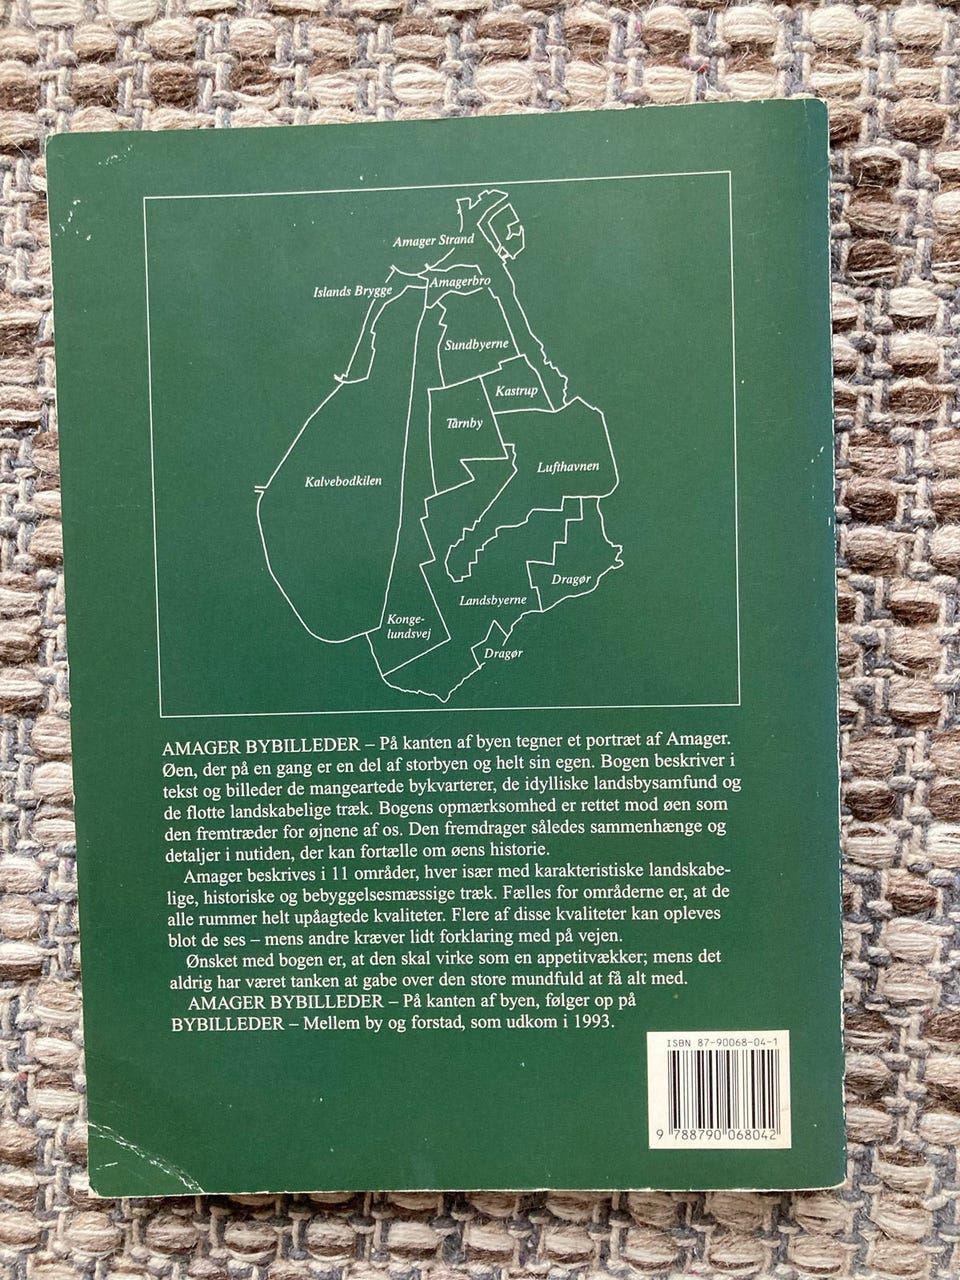 Amager Strand
Islands Brygge
Amagerbro
Sundbyerne
Kastrup
Tårnby
Lufthavnen
Kalvebodkilen
Dragør
Landsbyerne
Konge-
lundsvej
Dragør
AMAGER BYBILLEDER – På kanten af byen tegner et portræt af Amager.
Øen, der på en gang er en del af storbyen og helt sin egen. Bogen beskriver i
tekst og billeder de mangeartede bykvarterer, de idylliske landsbysamfund og
de flotte landskabelige træk. Bogens opmærksomhed er rettet mod øen som
den fremtræder for øjnene af os. Den fremdrager således sammenhænge og
detaljer i nutiden, der kan fortælle om øens historie.
Amager beskrives i 11 områder, hver især med karakteristiske landskabe-
lige, historiske og bebyggelsesmæssige træk. Fælles for områderne er, at de
alle rummer helt upåagtede kvaliteter. Flere af disse kvaliteter kan opleves
blot de ses – mens andre kræver lidt forklaring med på vejen.
Ønsket med bogen er, at den skal virke som en appetitvækker; mens det
aldrig har været tanken at gabe over den store mundfuld at få alt med.
AMAGER BYBILLEDER – På kanten af byen, følger op på
BYBILLEDER – Mellem by og forstad, som udkom i 1993.
ISBN 87-90068-04-1
9 788790 068042